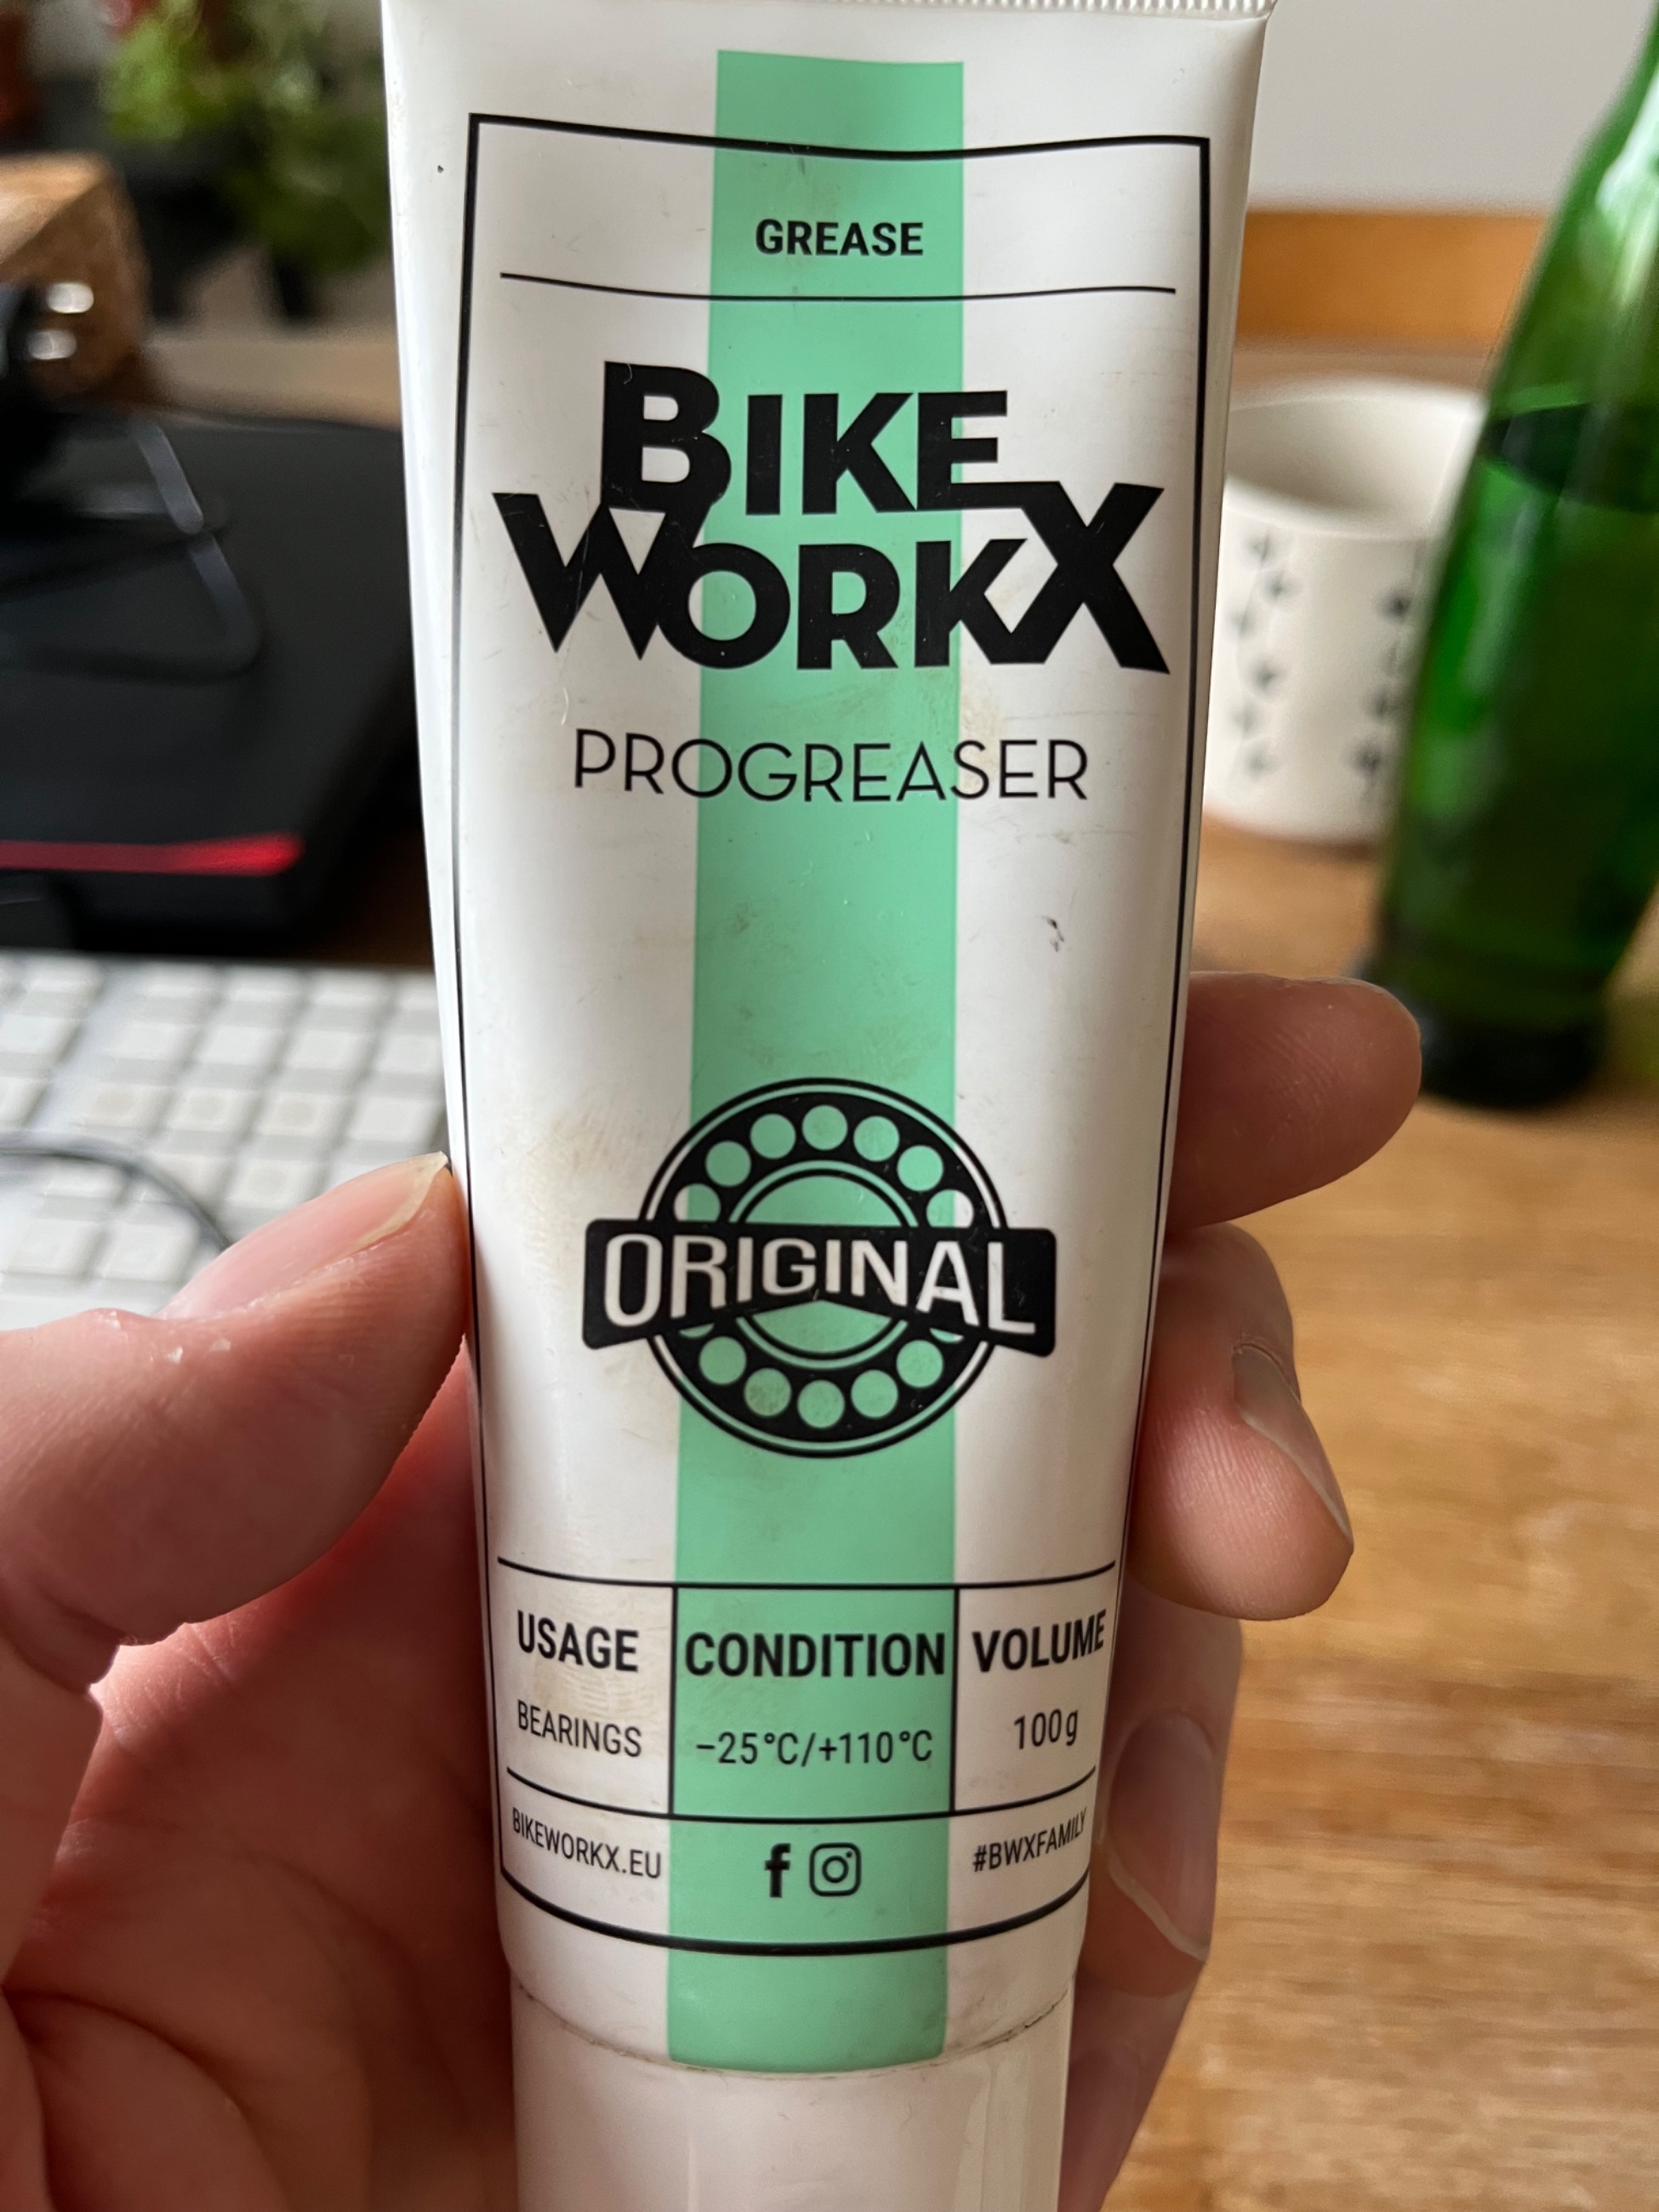 GREASE
BIKE
WORKX
PROGREASER
ORIGINAL
USAGE CONDITION VOLUME
BEARINGS –25°C/+110°C 100g
BIKEWORKX.EU #BWXFAMILY